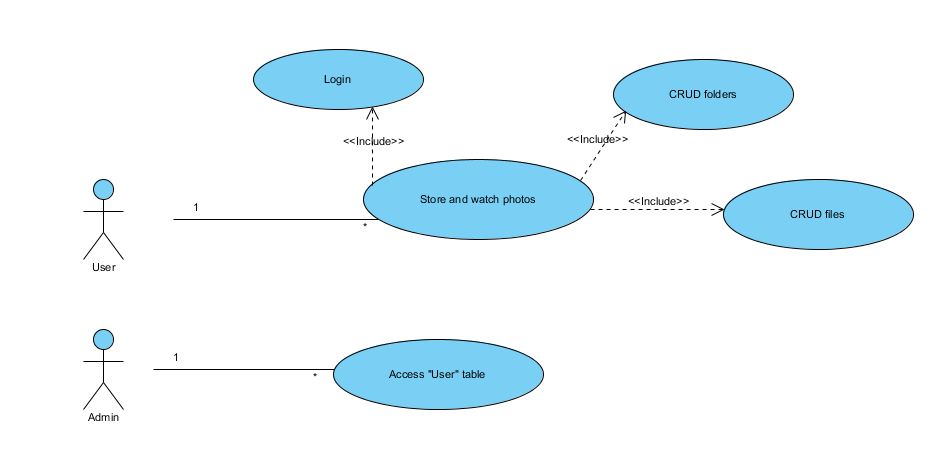 Login
CRUD folders
<<Include>>
<<Include>>
Store and watch photos
<<Include>>
CRUD files
1
*
User
1
*
Access "User" table
Admin